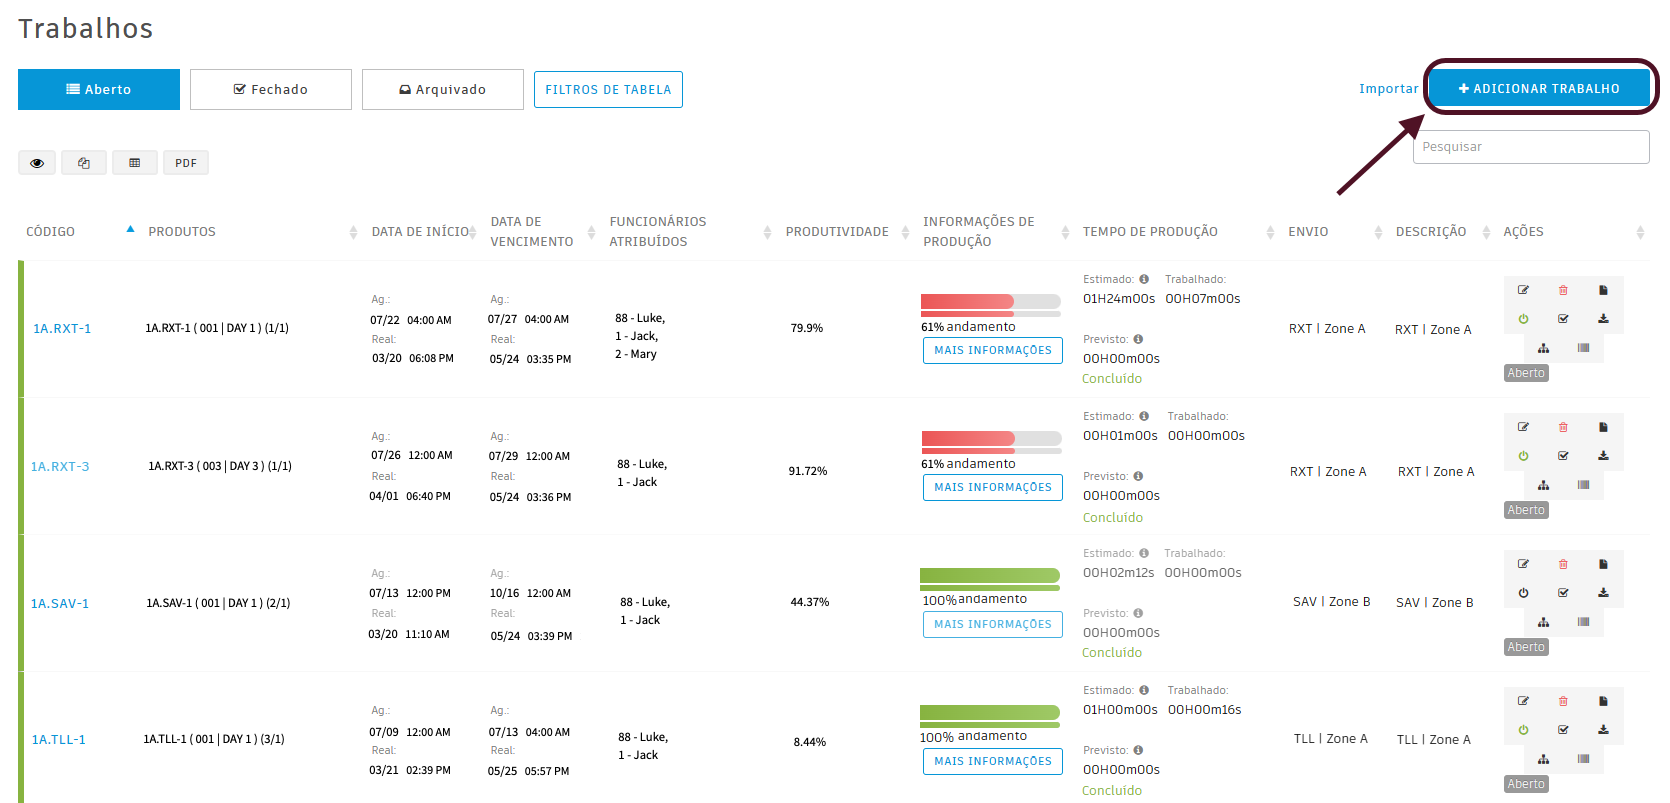 Trabalhos
Aberto
Fechado
Arquivado
FILTROS DE TABELA
Importar
ADICIONAR TRABALHO
PDF
Pesquisar
CÓDIGO
PRODUTOS
DATA DE INÍCIO
DATA DE
VENCIMENTO
FUNCIONÁRIOS
ATRIBUÍDOS
PRODUTIVIDADE
INFORMAÇÕES DE
PRODUÇÃO
TEMPO DE PRODUÇÃO
ENVIO
DESCRIÇÃO
AÇÕES
1A.RXT-1
1A.RXT-1 ( 001 | DAY 1 ) (1/1)
Ag.:
07/22 04:00 AM
Real:
03/20 06:08 PM
Ag.:
07/27 04:00 AM
Real:
05/24 03:35 PM
88 - Luke,
1 - Jack,
2 - Mary
79.9%
61% andamento
MAIS INFORMAÇÕES
Estimado: Trabalhado:
01H24m00s 00H07m00s
Previsto:
00H00m00s
Concluído
RXT | Zone A
RXT | Zone A
Aberto
1A.RXT-3
1A.RXT-3 ( 003 | DAY 3 ) (1/1)
Ag.:
07/26 12:00 AM
Real:
04/01 06:40 PM
Ag.:
07/29 12:00 AM
Real:
05/24 03:36 PM
88 - Luke,
1 - Jack
91.72%
61% andamento
MAIS INFORMAÇÕES
Estimado: Trabalhado:
00H01m00s 00H00m00s
Previsto:
00H00m00s
Concluído
RXT | Zone A
RXT | Zone A
Aberto
1A.SAV-1
1A.SAV-1 ( 001 | DAY 1 ) (2/1)
Ag.:
07/13 12:00 PM
Real:
03/20 11:10 AM
Ag.:
10/16 12:00 AM
Real:
05/24 03:39 PM
88 - Luke,
1 - Jack
44.37%
100% andamento
MAIS INFORMAÇÕES
Estimado: Trabalhado:
00H02m12s 00H00m00s
Previsto:
00H00m00s
Concluído
SAV | Zone B
SAV | Zone B
Aberto
1A.TLL-1
1A.TLL-1 ( 001 | DAY 1 ) (3/1)
Ag.:
07/09 12:00 AM
Real:
03/21 02:39 PM
Ag.:
07/13 04:00 AM
Real:
05/25 05:57 PM
88 - Luke,
1 - Jack
8.44%
100% andamento
MAIS INFORMAÇÕES
Estimado: Trabalhado:
01H00m00s 00H00m16s
Previsto:
00H00m00s
Concluído
TLL | Zone A
TLL | Zone A
Aberto